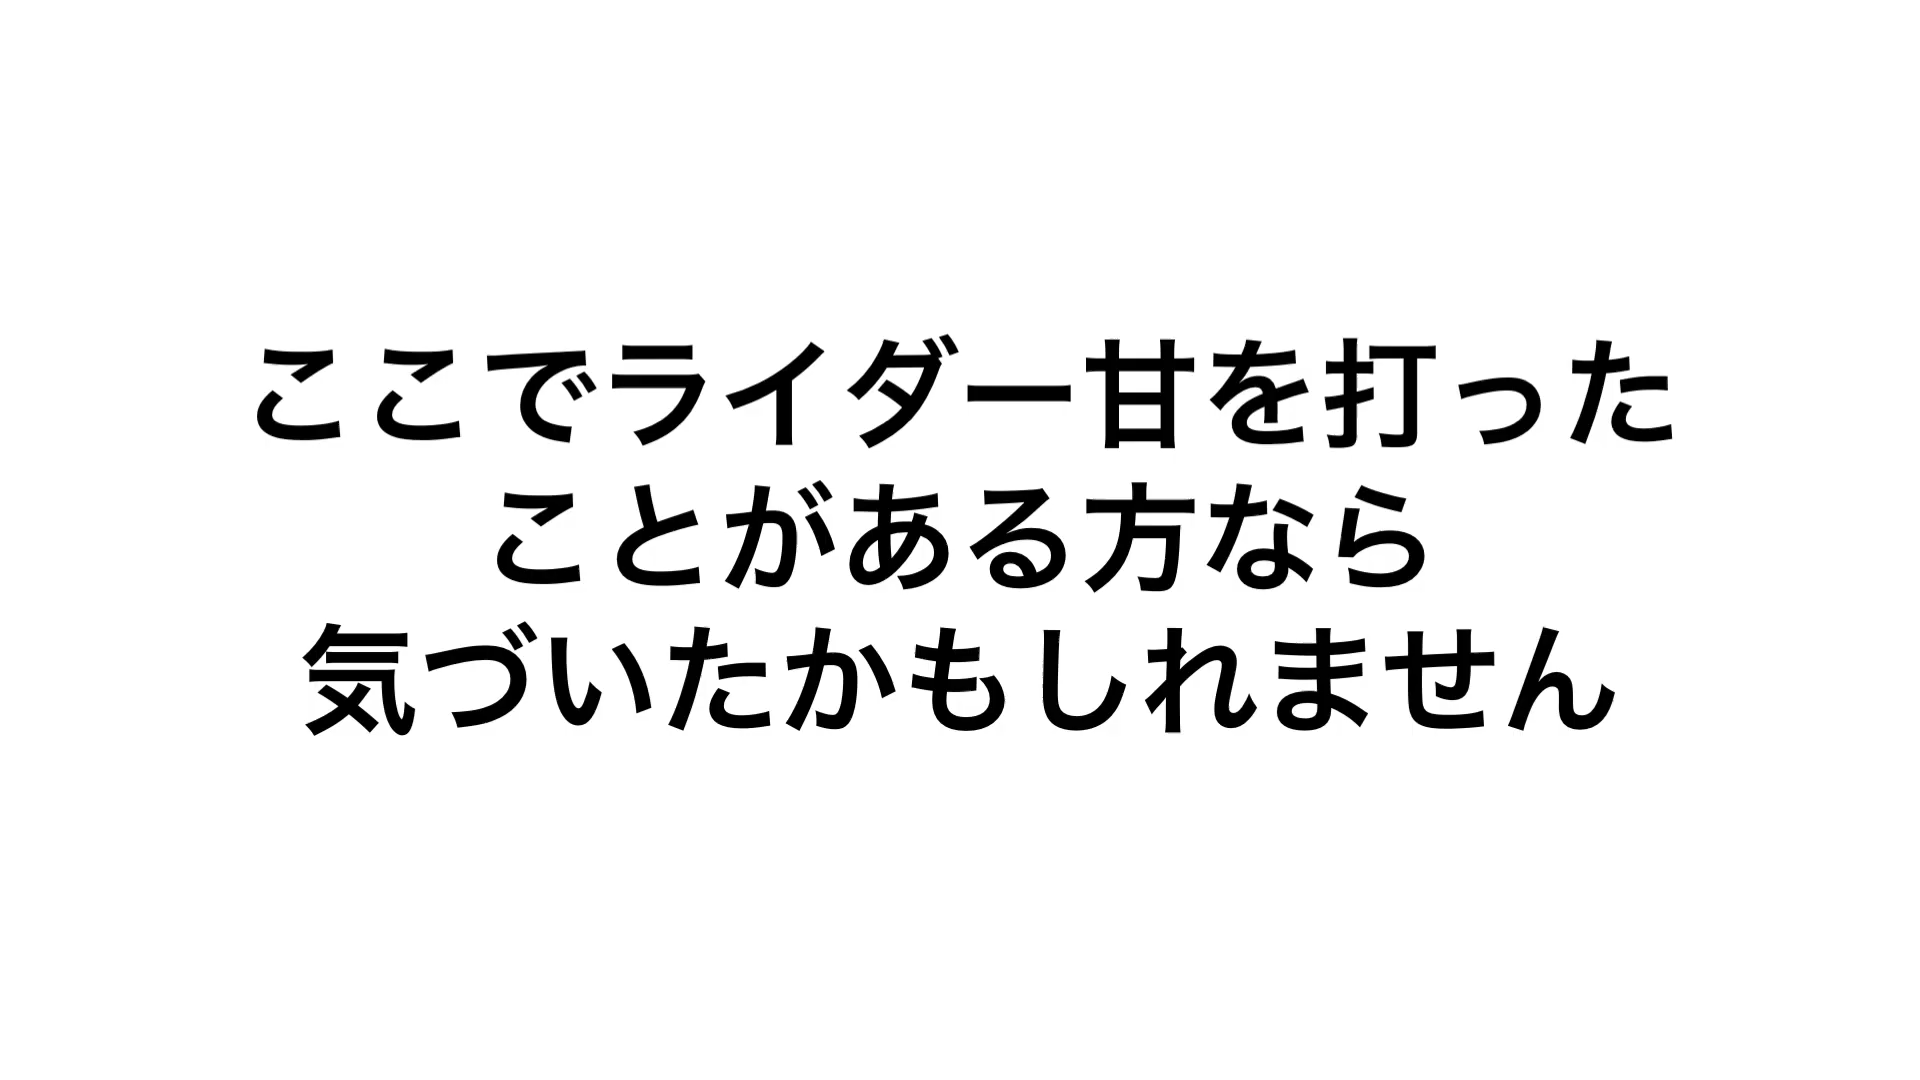 ここでライダー甘を打った
ことがある方なら
気づいたかもしれません